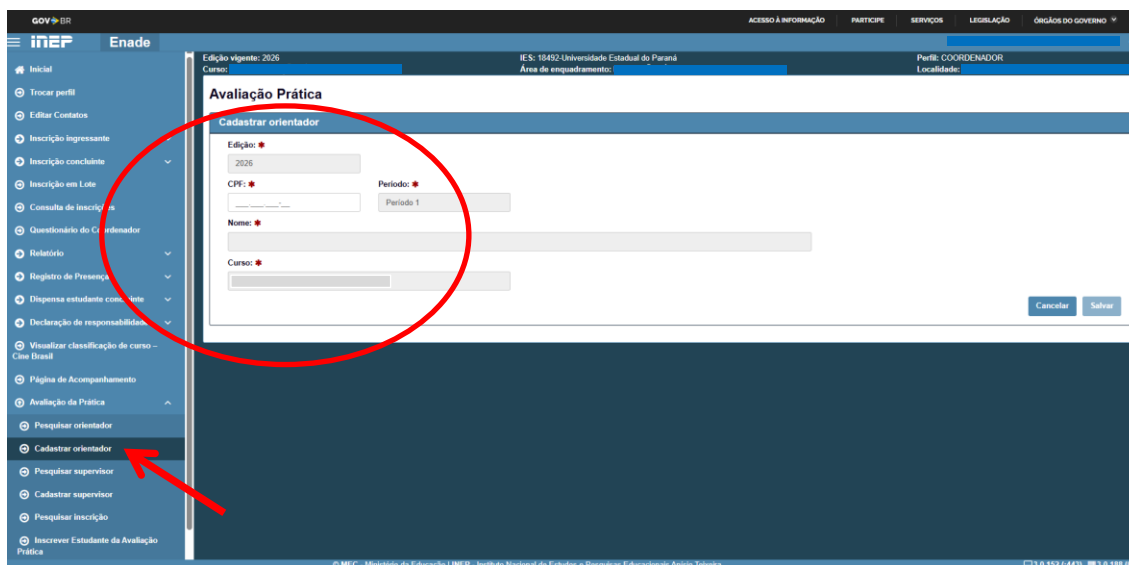 GOV BR
ACESSO À INFORMAÇÃO PARTICIPE SERVIÇOS LEGISLAÇÃO ÓRGÃOS DO GOVERNO
inep Enade
Edição vigente: 2026 IES: 18492-Universidade Estadual do Paraná Perfil: COORDENADOR
Curso: Área de enquadramento: Localidade:
Inicial
Trocar perfil
Editar Contatos
Inscrição ingressante
Inscrição concluinte
Inscrição em Lote
Consulta de inscrições
Questionário do Coordenador
Relatório
Registro de Presença
Dispensa estudante concluinte
Declaração de responsabilidade
Visualizar classificação de curso –
Cine Brasil
Página de Acompanhamento
Avaliação da Prática
Pesquisar orientador
Cadastrar orientador
Pesquisar supervisor
Cadastrar supervisor
Pesquisar inscrição
Inscrever Estudante da Avaliação
Prática
Avaliação Prática
Cadastrar orientador
Edição: ✱
2026
CPF: ✱ Período: ✱
___.___.___-__ Período 1
Nome: ✱
Curso: ✱
Cancelar Salvar
© MEC - Ministério da Educação | INEP - Instituto Nacional de Estudos e Pesquisas Educacionais Anísio Teixeira